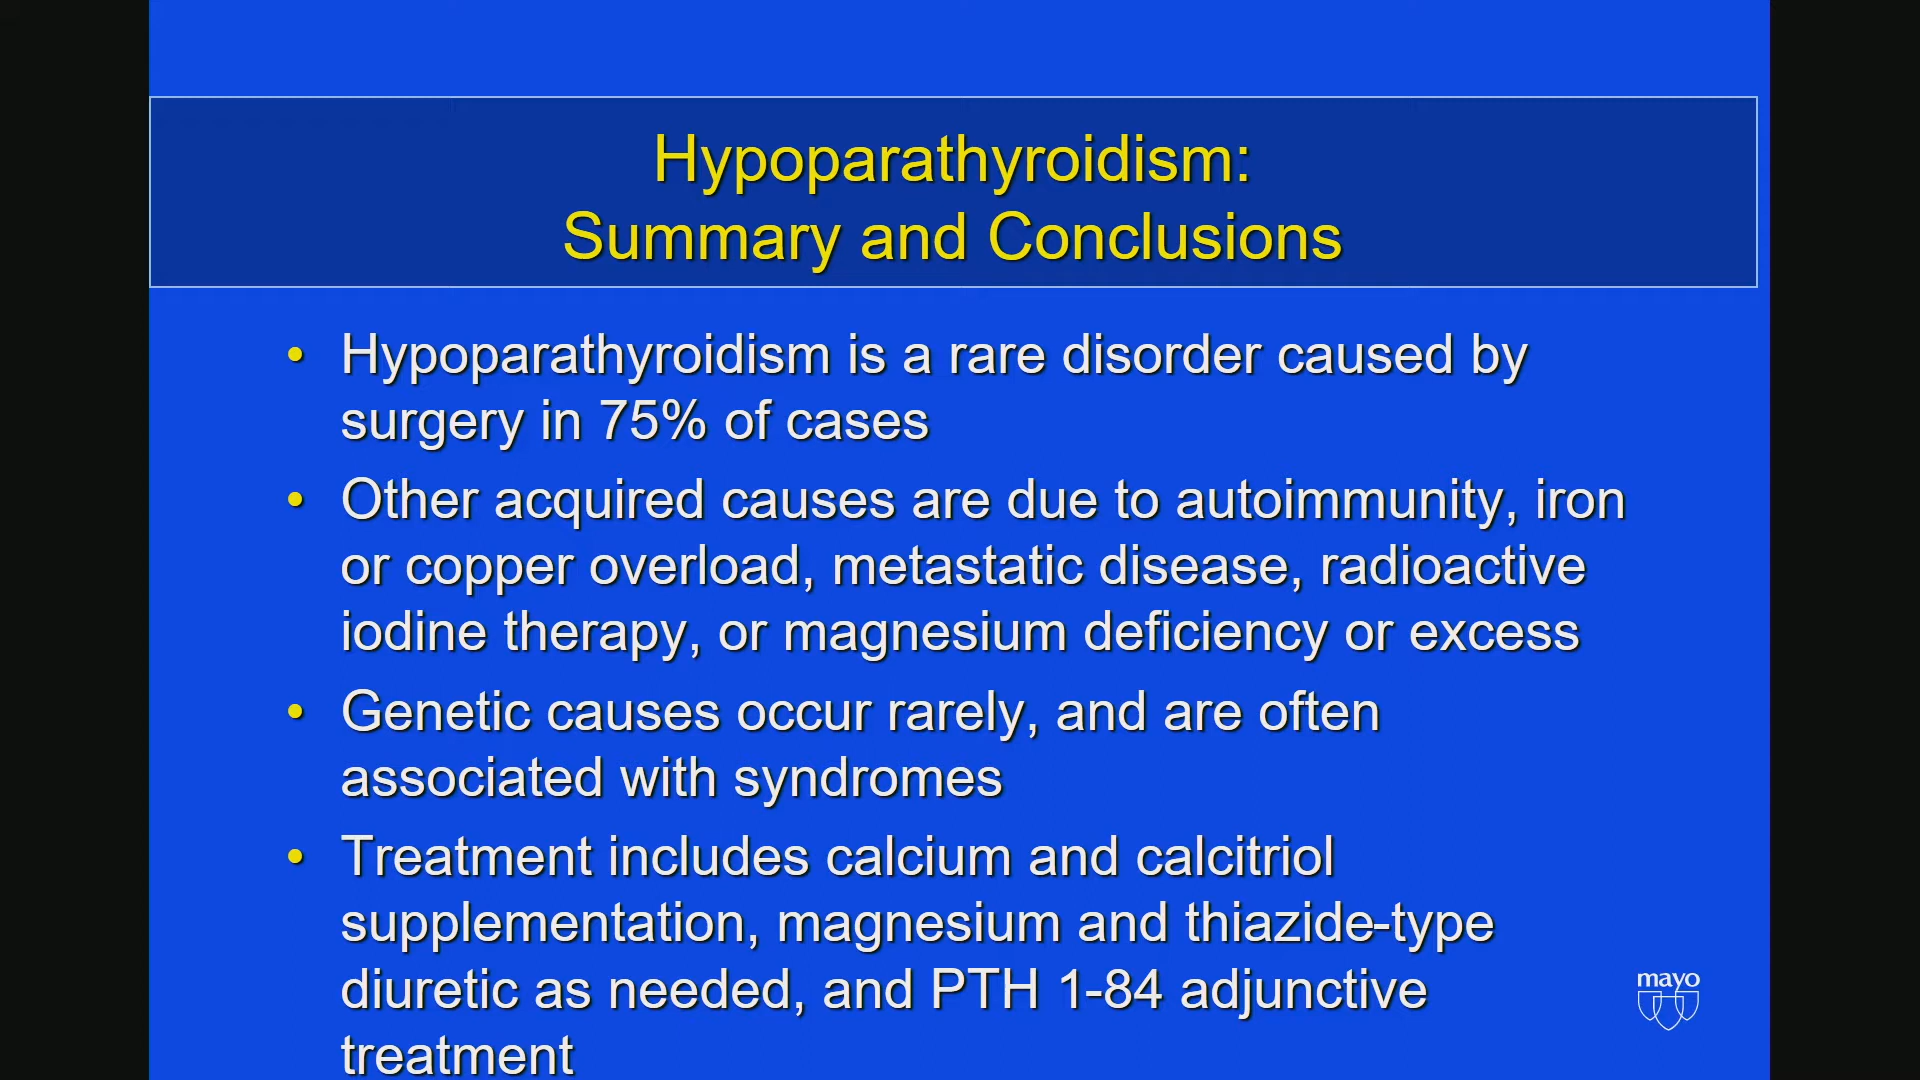 Hypoparathyroidism:
Summary and Conclusions
• Hypoparathyroidism is a rare disorder caused by
surgery in 75% of cases
• Other acquired causes are due to autoimmunity, iron
or copper overload, metastatic disease, radioactive
iodine therapy, or magnesium deficiency or excess
• Genetic causes occur rarely, and are often
associated with syndromes
• Treatment includes calcium and calcitriol
supplementation, magnesium and thiazide-type
diuretic as needed, and PTH 1-84 adjunctive
treatment
mayo